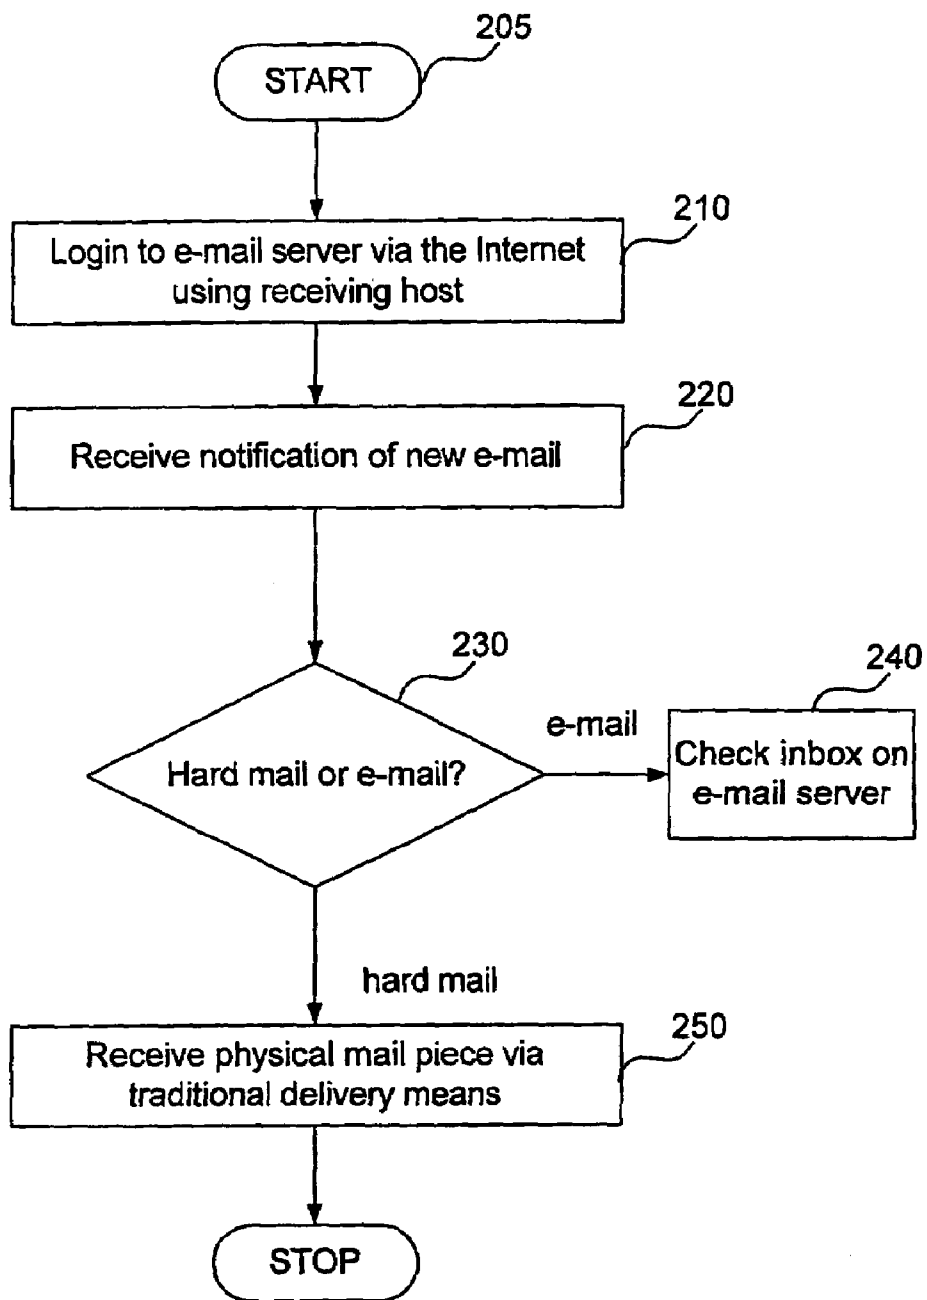 205
START
210
Login to e-mail server via the Internet
using receiving host
220
Receive notification of new e-mail
230
240
e-mail
Hard mail or e-mail?
Check inbox on
e-mail server
hard mail
250
Receive physical mail piece via
traditional delivery means
STOP